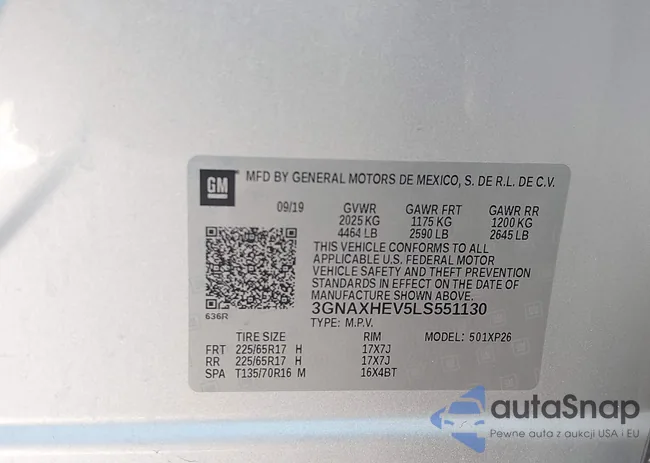 GM
MFD BY GENERAL MOTORS DE MEXICO, S. DE R.L. DE C.V.
09/19 GVWR GAWR FRT GAWR RR
2025 KG 1175 KG 1200 KG
4464 LB 2590 LB 2645 LB
THIS VEHICLE CONFORMS TO ALL
APPLICABLE U.S. FEDERAL MOTOR
VEHICLE SAFETY AND THEFT PREVENTION
STANDARDS IN EFFECT ON THE DATE OF
MANUFACTURE SHOWN ABOVE.
636R 3GNAXHEV5LS551130
TYPE: M.P.V.
TIRE SIZE RIM MODEL: 501XP26
FRT 225/65R17 H 17X7J
RR 225/65R17 H 17X7J
SPA T135/70R16 M 16X4BT
autaSnap
Pewne auta z aukcji USA i EU